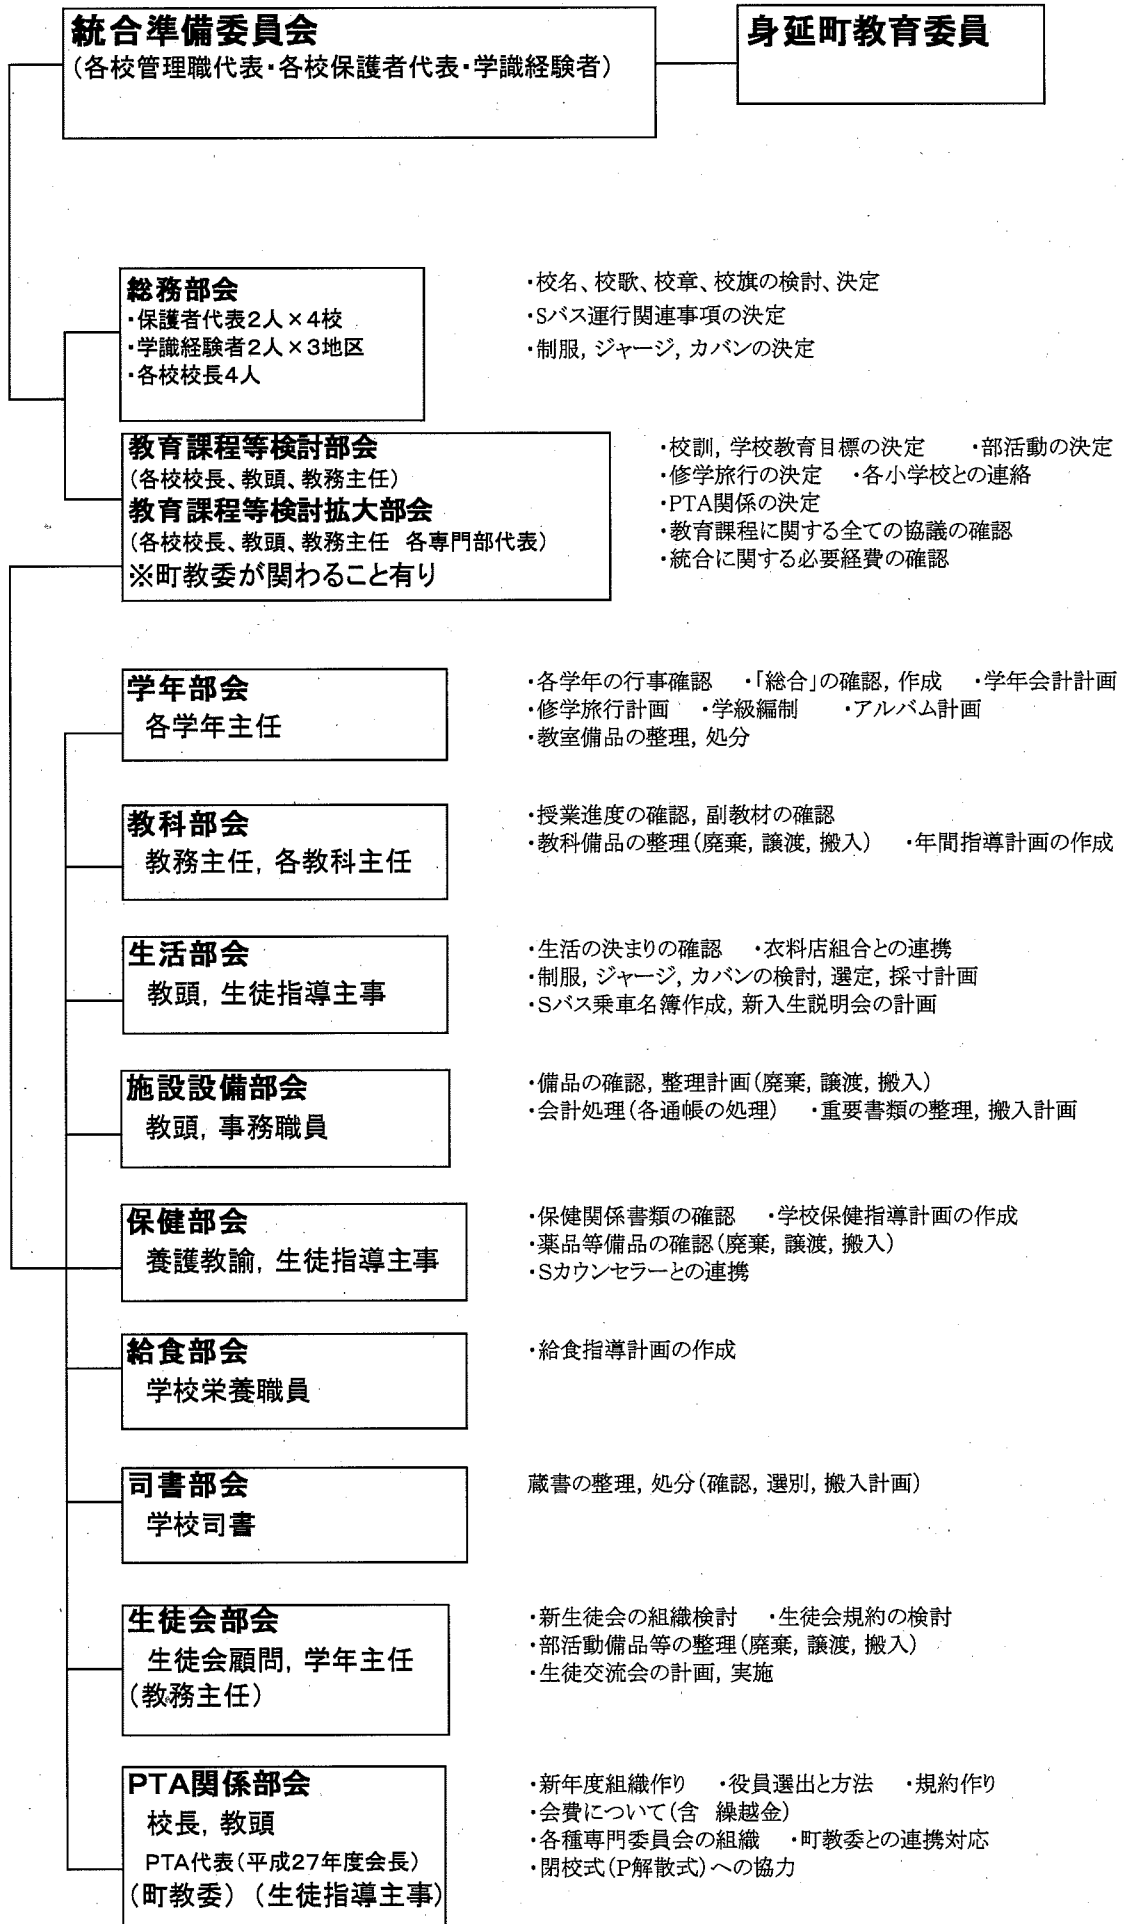 統合準備委員会
(各校管理職代表・各校保護者代表・学識経験者)
身延町教育委員
総務部会
・保護者代表2人×4校
・学識経験者2人×3地区
・各校校長4人
・校名、校歌、校章、校旗の検討、決定
・Sバス運行関連事項の決定
・制服, ジャージ, カバンの決定
教育課程等検討部会
(各校校長、教頭、教務主任)
教育課程等検討拡大部会
(各校校長、教頭、教務主任 各専門部代表)
※町教委が関わること有り
・校訓, 学校教育目標の決定 ・部活動の決定
・修学旅行の決定 ・各小学校との連絡
・PTA関係の決定
・教育課程に関する全ての協議の確認
・統合に関する必要経費の確認
学年部会
各学年主任
・各学年の行事確認 ・「総合」の確認, 作成 ・学年会計計画
・修学旅行計画 ・学級編制 ・アルバム計画
・教室備品の整理, 処分
教科部会
教務主任, 各教科主任
・授業進度の確認, 副教材の確認
・教科備品の整理(廃棄, 譲渡, 搬入) ・年間指導計画の作成
生活部会
教頭, 生徒指導主事
・生活の決まりの確認 ・衣料店組合との連携
・制服, ジャージ, カバンの検討, 選定, 採寸計画
・Sバス乗車名簿作成, 新入生説明会の計画
施設設備部会
教頭, 事務職員
・備品の確認, 整理計画(廃棄, 譲渡, 搬入)
・会計処理(各通帳の処理) ・重要書類の整理, 搬入計画
保健部会
養護教諭, 生徒指導主事
・保健関係書類の確認 ・学校保健指導計画の作成
・薬品等備品の確認(廃棄, 譲渡, 搬入)
・Sカウンセラーとの連携
給食部会
学校栄養職員
・給食指導計画の作成
司書部会
学校司書
蔵書の整理, 処分(確認, 選別, 搬入計画)
生徒会部会
生徒会顧問, 学年主任
(教務主任)
・新生徒会の組織検討 ・生徒会規約の検討
・部活動備品等の整理(廃棄, 譲渡, 搬入)
・生徒交流会の計画, 実施
PTA関係部会
校長, 教頭
PTA代表(平成27年度会長)
(町教委) (生徒指導主事)
・新年度組織作り ・役員選出と方法 ・規約作り
・会費について(含 繰越金)
・各種専門委員会の組織 ・町教委との連携対応
・閉校式(P解散式)への協力